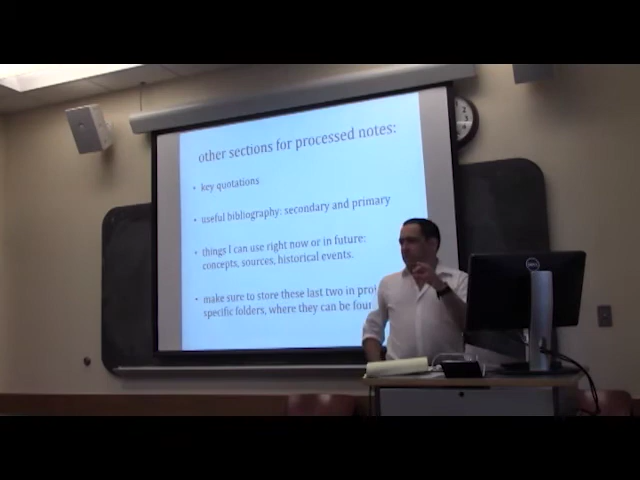 other sections for processed notes:
• key quotations
• useful bibliography: secondary and primary
• things I can use right now or in future:
concepts, sources, historical events.
• make sure to store these last two in
specific folders, where they can be
DELL